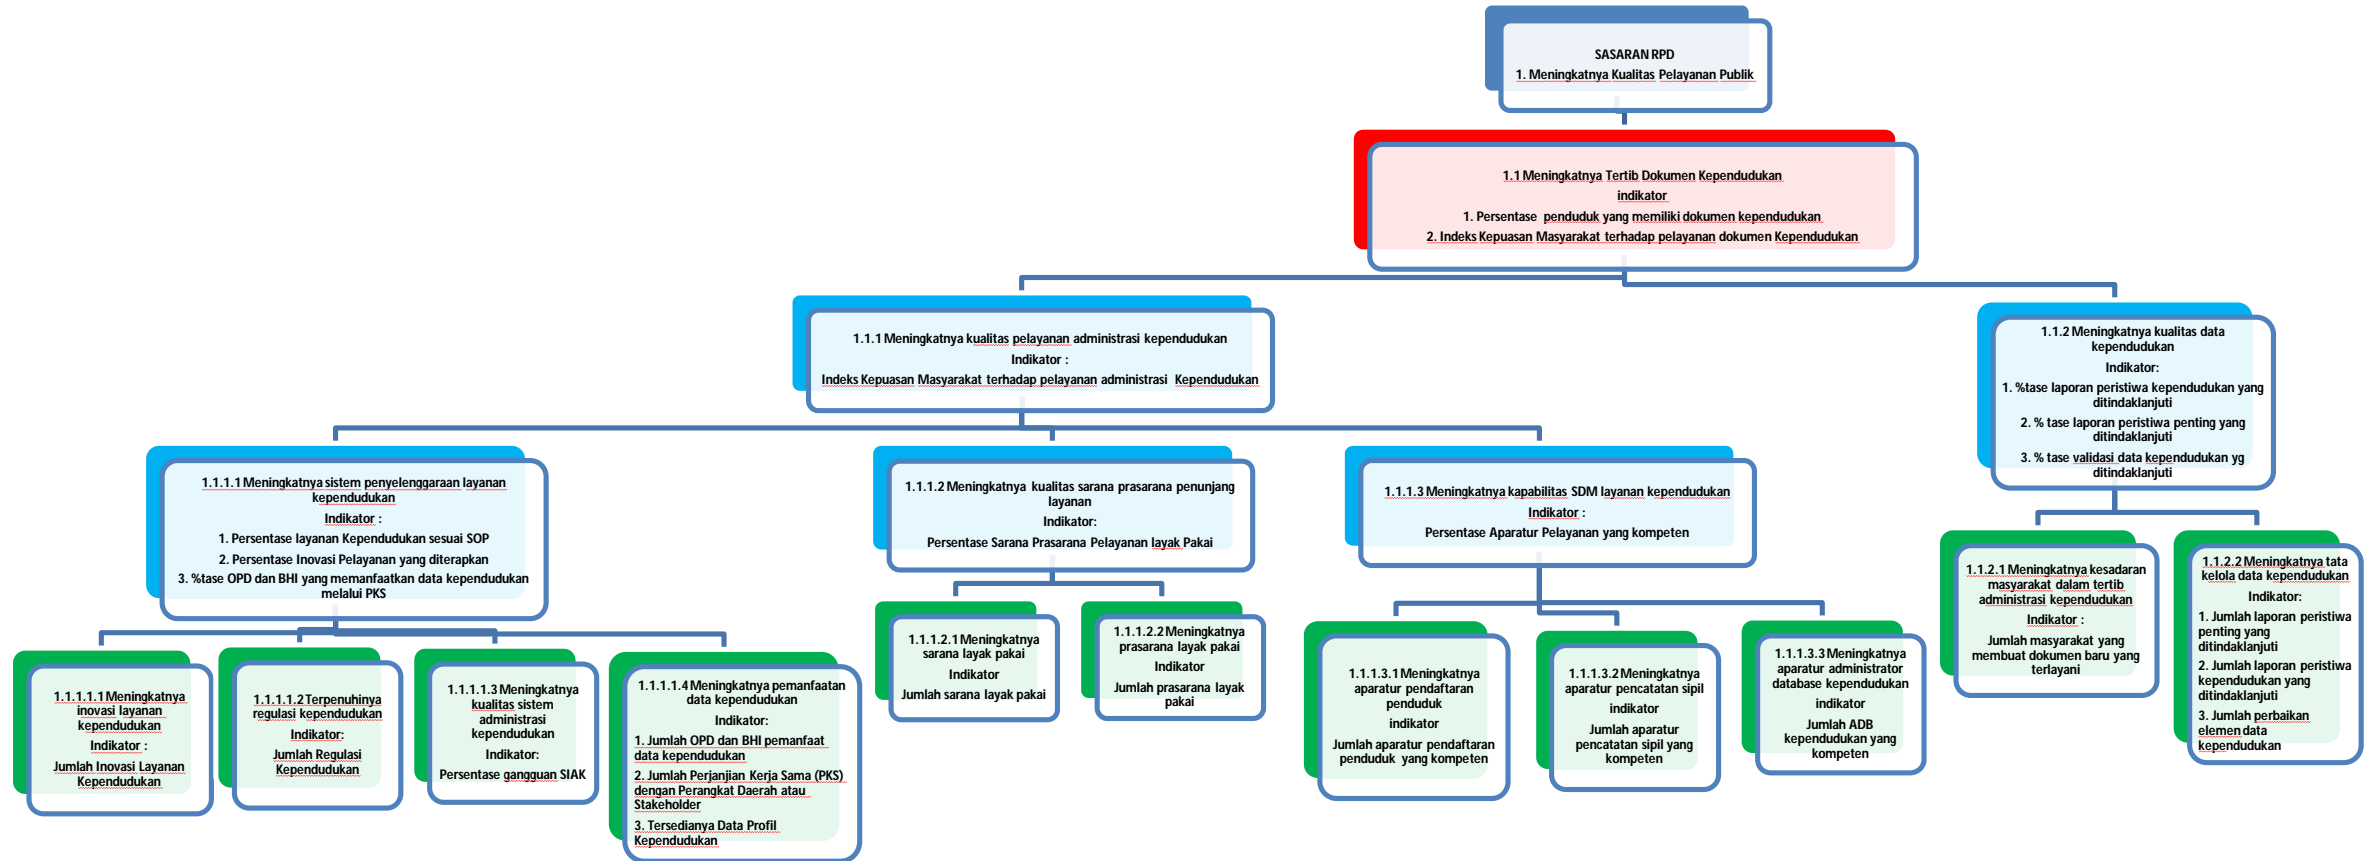 SASARAN RPD
1. Meningkatnya Kualitas Pelayanan Publik
1.1 Meningkatnya Tertib Dokumen Kependudukan
indikator
1. Persentase penduduk yang memiliki dokumen kependudukan
2. Indeks Kepuasan Masyarakat terhadap pelayanan dokumen Kependudukan
1.1.1 Meningkatnya kualitas pelayanan administrasi kependudukan
Indikator :
Indeks Kepuasan Masyarakat terhadap pelayanan administrasi Kependudukan
1.1.2 Meningkatnya kualitas data
kependudukan
Indikator:
1. %tase laporan peristiwa kependudukan yang
ditindaklanjuti
2. % tase laporan peristiwa penting yang
ditindaklanjuti
3. % tase validasi data kependudukan yg
ditindaklanjuti
1.1.1.1 Meningkatnya sistem penyelenggaraan layanan
kependudukan
Indikator :
1. Persentase layanan Kependudukan sesuai SOP
2. Persentase Inovasi Pelayanan yang diterapkan
3. %tase OPD dan BHI yang memanfaatkan data kependudukan
melalui PKS
1.1.1.2 Meningkatnya kualitas sarana prasarana penunjang
layanan
Indikator:
Persentase Sarana Prasarana Pelayanan layak Pakai
1.1.1.3 Meningkatnya kapabilitas SDM layanan kependudukan
Indikator :
Persentase Aparatur Pelayanan yang kompeten
1.1.1.1.1 Meningkatnya
inovasi layanan
kependudukan
Indikator :
Jumlah Inovasi Layanan
Kependudukan
1.1.1.1.2 Terpenuhinya
regulasi kependudukan
Indikator:
Jumlah Regulasi
Kependudukan
1.1.1.1.3 Meningkatnya
kualitas sistem
administrasi
kependudukan
Indikator:
Persentase gangguan SIAK
1.1.1.1.4 Meningkatnya pemanfaatan
data kependudukan
Indikator:
1. Jumlah OPD dan BHI pemanfaat
data kependudukan
2. Jumlah Perjanjian Kerja Sama (PKS)
dengan Perangkat Daerah atau
Stakeholder
3. Tersedianya Data Profil
Kependudukan
1.1.1.2.1 Meningkatnya
sarana layak pakai
Indikator
Jumlah sarana layak pakai
1.1.1.2.2 Meningkatnya
prasarana layak pakai
Indikator
Jumlah prasarana layak
pakai
1.1.1.3.1 Meningkatnya
aparatur pendaftaran
penduduk
indikator
Jumlah aparatur pendaftaran
penduduk yang kompeten
1.1.1.3.2 Meningkatnya
aparatur pencatatan sipil
indikator
Jumlah aparatur
pencatatan sipil yang
kompeten
1.1.1.3.3 Meningkatnya
aparatur administrator
database kependudukan
indikator
Jumlah ADB
kependudukan yang
kompeten
1.1.2.1 Meningkatnya kesadaran
masyarakat dalam tertib
administrasi kependudukan
Indikator :
Jumlah masyarakat yang
membuat dokumen baru yang
terlayani
1.1.2.2 Meningkatnya tata
kelola data kependudukan
Indikator:
1. Jumlah laporan peristiwa
penting yang
ditindaklanjuti
2. Jumlah laporan peristiwa
kependudukan yang
ditindaklanjuti
3. Jumlah perbaikan
elemen data
kependudukan